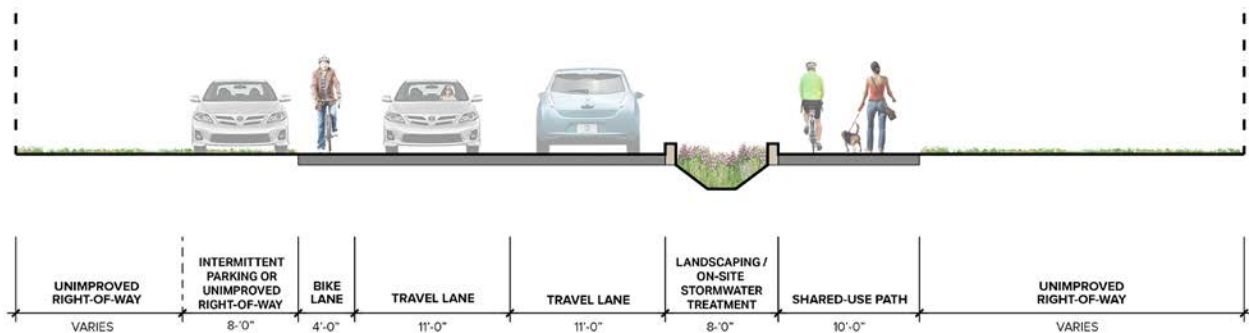 UNIMPROVED
RIGHT-OF-WAY
VARIES
INTERMITTENT
PARKING OR
UNIMPROVED
RIGHT-OF-WAY
8'-0"
BIKE
LANE
4'-0"
TRAVEL LANE
11'-0"
TRAVEL LANE
11'-0"
LANDSCAPING /
ON-SITE
STORMWATER
TREATMENT
8'-0"
SHARED-USE PATH
10'-0"
UNIMPROVED
RIGHT-OF-WAY
VARIES